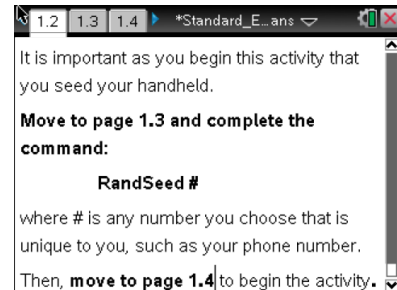 1.2 1.3 1.4 *Standard_E…ans
It is important as you begin this activity that
you seed your handheld.
Move to page 1.3 and complete the
command:
RandSeed #
where # is any number you choose that is
unique to you, such as your phone number.
Then, move to page 1.4 to begin the activity.